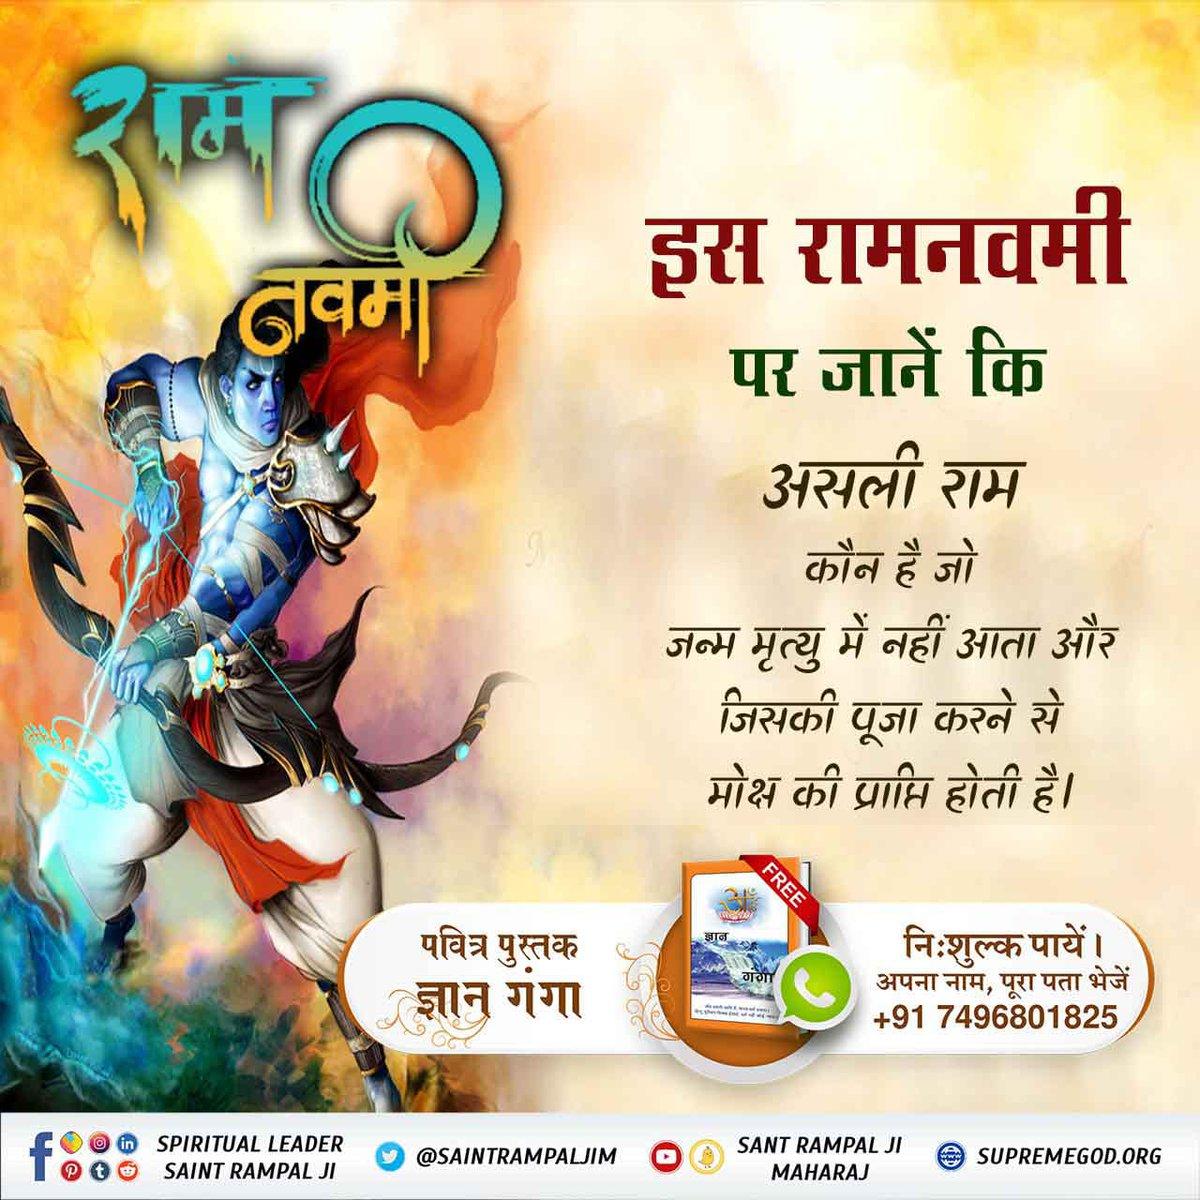 राम
नवमी
इस रामनवमी
पर जानें कि
असली राम
कौन है जो
जन्म मृत्यु में नहीं आता और
जिसकी पूजा करने से
मोक्ष की प्राप्ति होती है।
पवित्र पुस्तक
ज्ञान गंगा
FREE
ज्ञान
गंगा
निःशुल्क पायें।
अपना नाम, पूरा पता भेजें
+91 7496801825
SPIRITUAL LEADER
SAINT RAMPAL JI
@SAINTRAMPALJIM
SANT RAMPAL JI
MAHARAJ
SUPREMEGOD.ORG